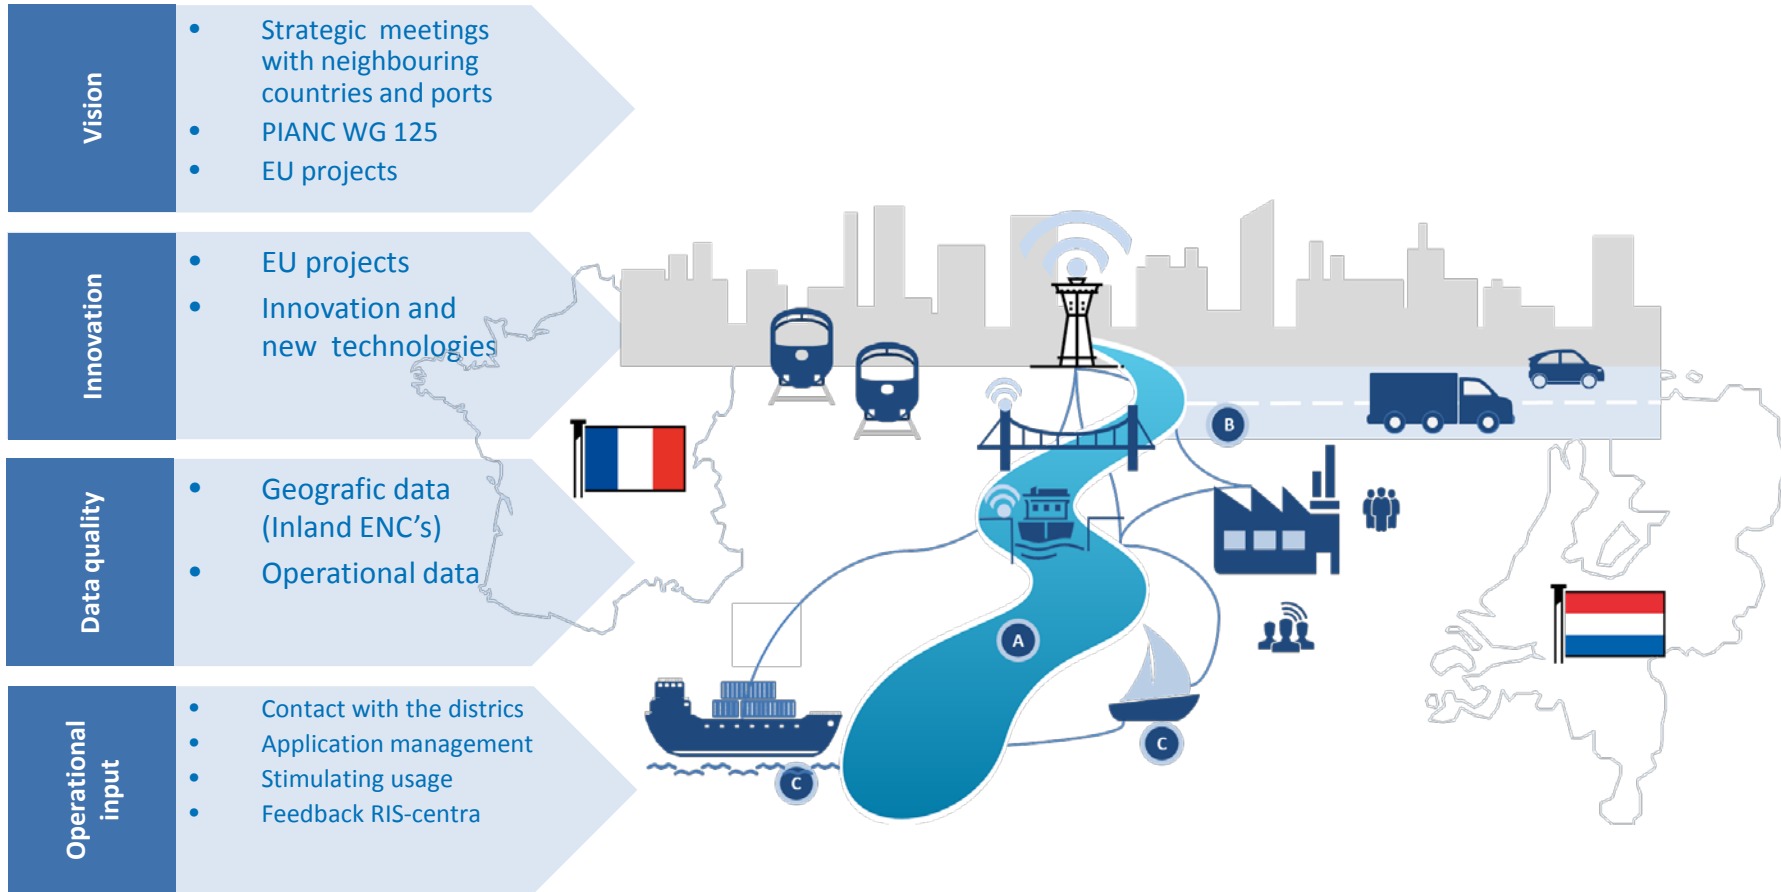 Vision
• Strategic meetings
with neighbouring
countries and ports
• PIANC WG 125
• EU projects
Innovation
• EU projects
• Innovation and
new technologies
Data quality
• Geografic data
(Inland ENC’s)
• Operational data
Operational
input
• Contact with the districs
• Application management
• Stimulating usage
• Feedback RIS-centra
B
A
C
C